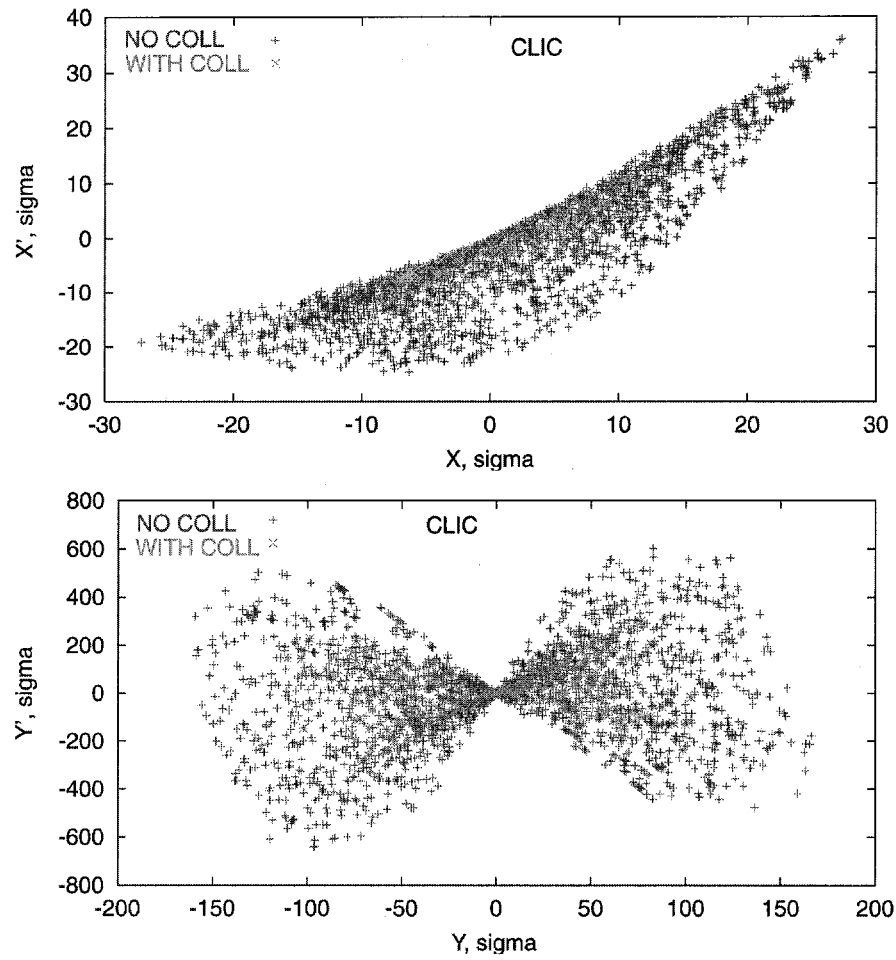 40
30
20
10
0
-10
-20
-30
NO COLL +
WITH COLL ×
CLIC
X', sigma
-30 -20 -10 0 10 20 30
X, sigma
800
600
400
200
0
-200
-400
-600
-800
NO COLL +
WITH COLL ×
CLIC
Y', sigma
-200 -150 -100 -50 0 50 100 150 200
Y, sigma